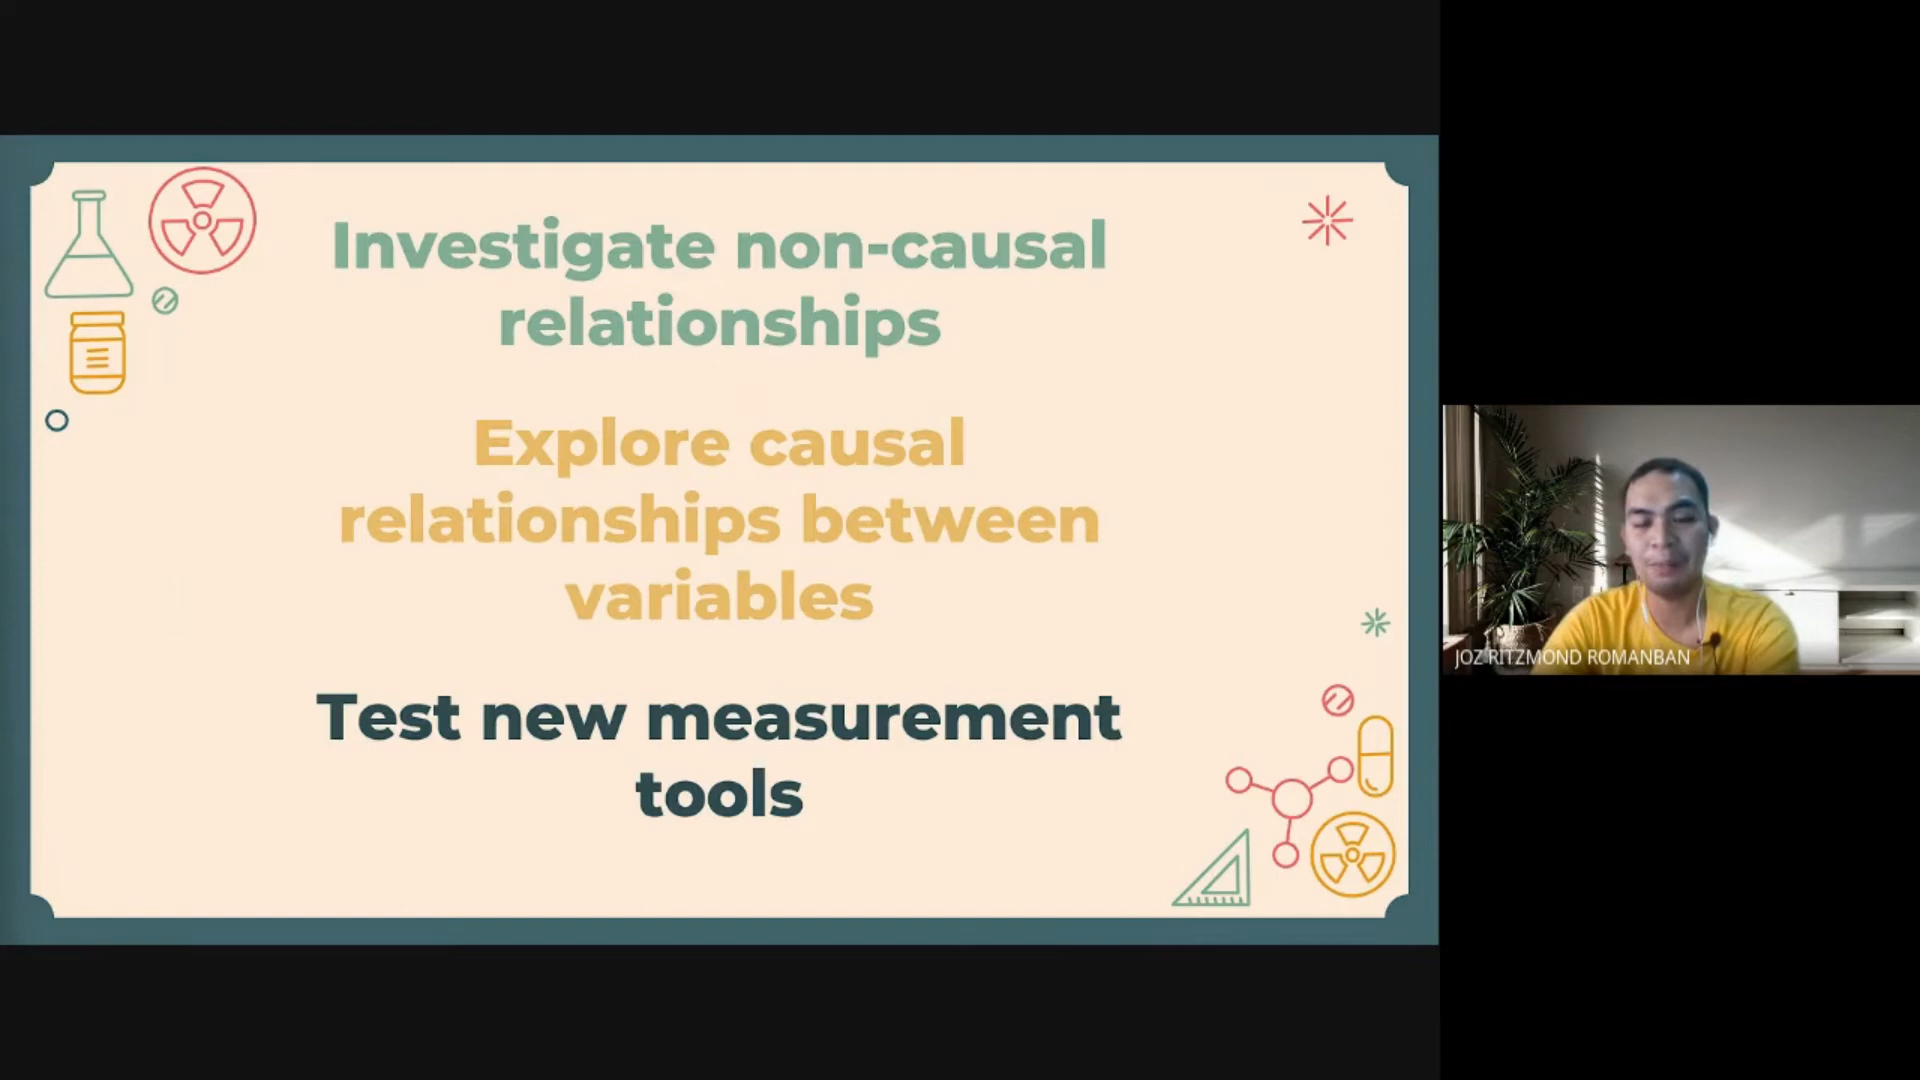 Investigate non-causal
relationships
Explore causal
relationships between
variables
Test new measurement
tools
JOZ RITZMOND ROMANBAN